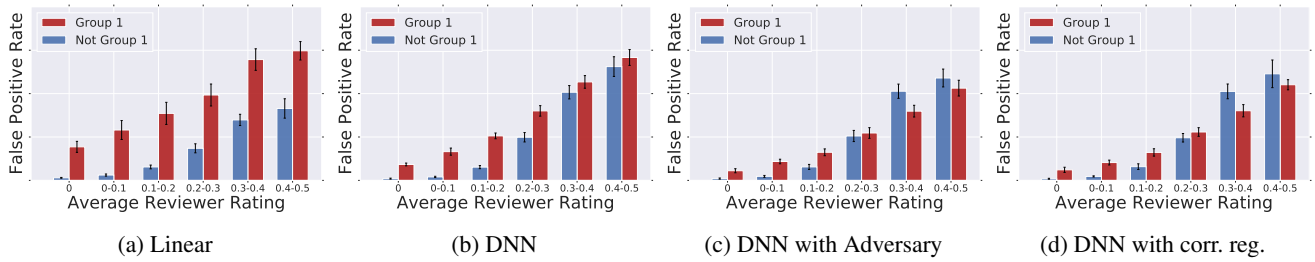 False Positive Rate
Group 1
Not Group 1
0 0-0.1 0.1-0.2 0.2-0.3 0.3-0.4 0.4-0.5
Average Reviewer Rating
(a) Linear
False Positive Rate
Group 1
Not Group 1
0 0-0.1 0.1-0.2 0.2-0.3 0.3-0.4 0.4-0.5
Average Reviewer Rating
(b) DNN
False Positive Rate
Group 1
Not Group 1
0 0-0.1 0.1-0.2 0.2-0.3 0.3-0.4 0.4-0.5
Average Reviewer Rating
(c) DNN with Adversary
False Positive Rate
Group 1
Not Group 1
0 0-0.1 0.1-0.2 0.2-0.3 0.3-0.4 0.4-0.5
Average Reviewer Rating
(d) DNN with corr. reg.